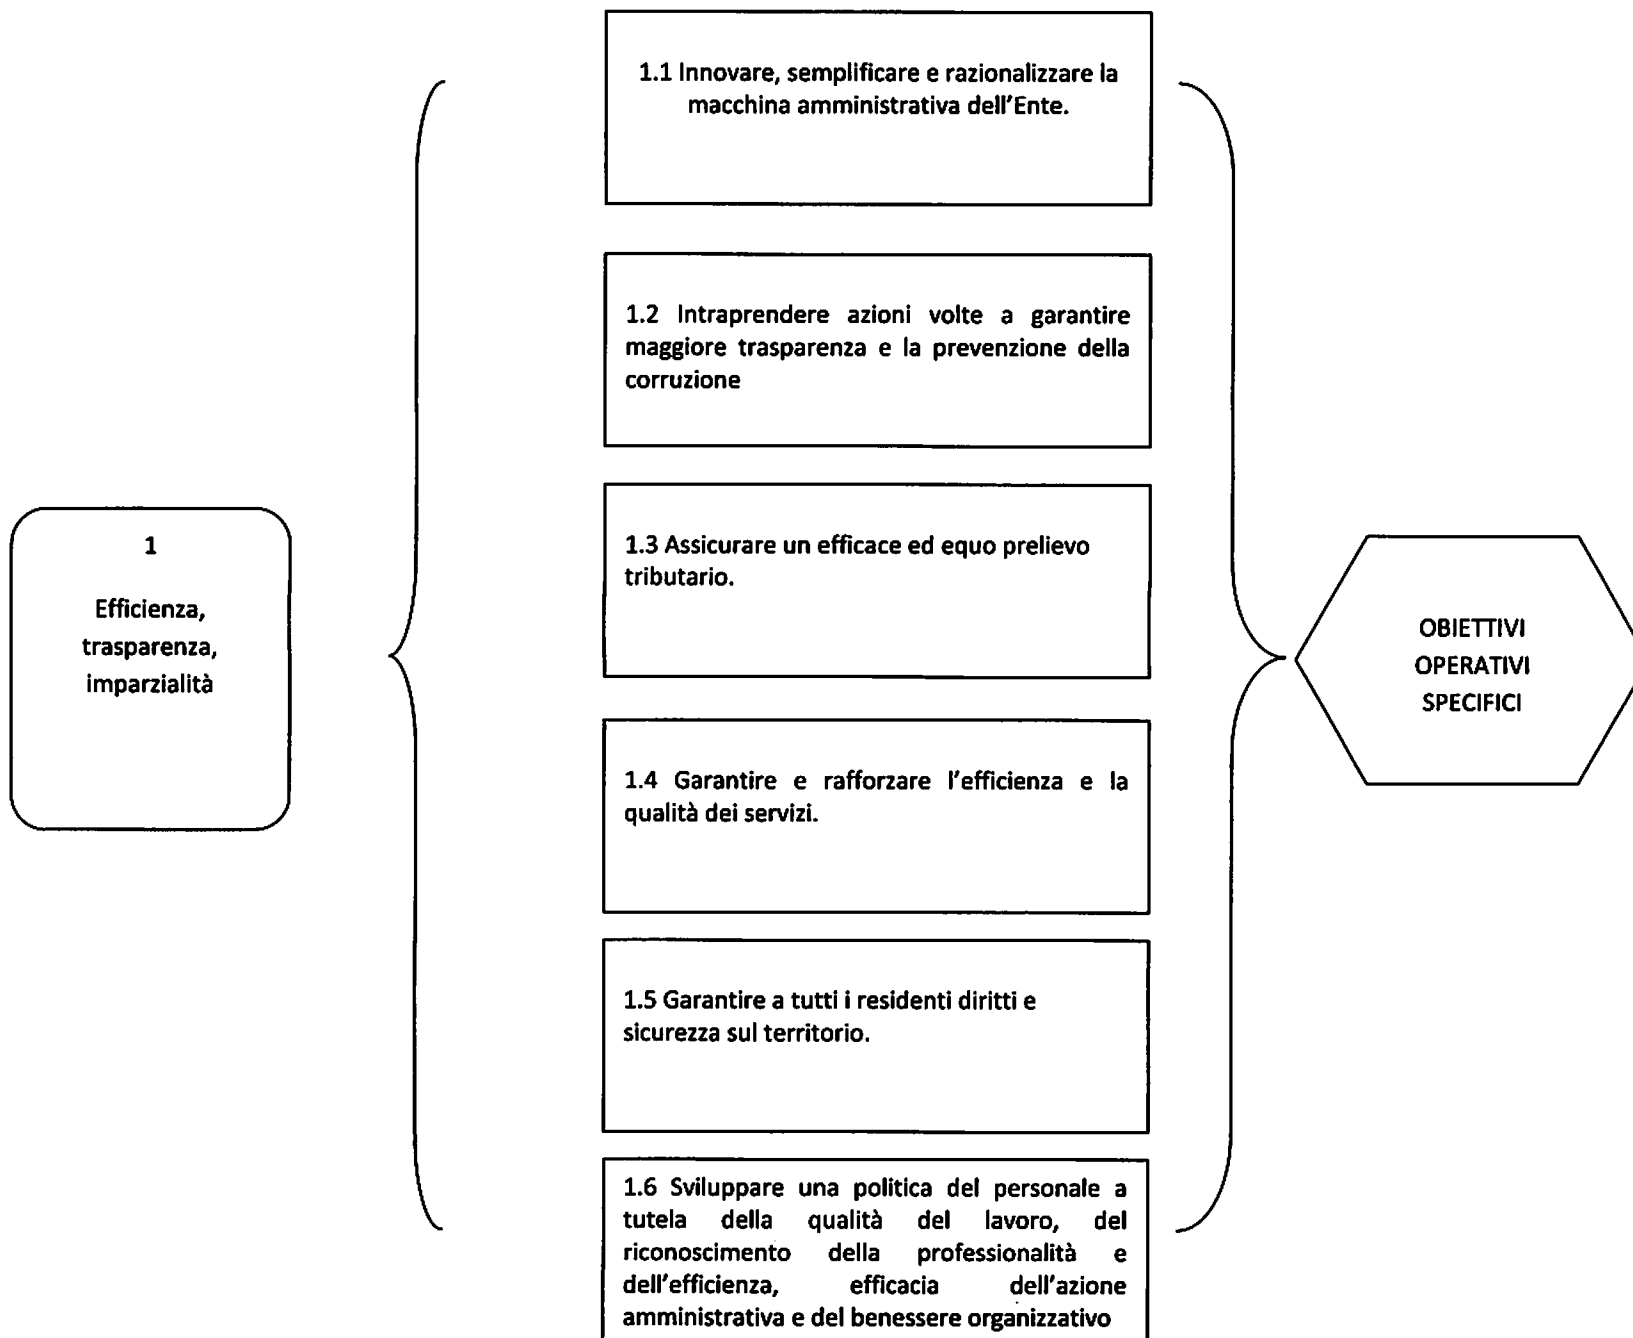 1
Efficienza,
trasparenza,
imparzialità
1.1 Innovare, semplificare e razionalizzare la
macchina amministrativa dell'Ente.
1.2 Intraprendere azioni volte a garantire
maggiore trasparenza e la prevenzione della
corruzione
1.3 Assicurare un efficace ed equo prelievo
tributario.
1.4 Garantire e rafforzare l'efficienza e la
qualità dei servizi.
1.5 Garantire a tutti i residenti diritti e
sicurezza sul territorio.
1.6 Sviluppare una politica del personale a
tutela della qualità del lavoro, del
riconoscimento della professionalità e
dell'efficienza, efficacia dell'azione
amministrativa e del benessere organizzativo
OBIETTIVI
OPERATIVI
SPECIFICI